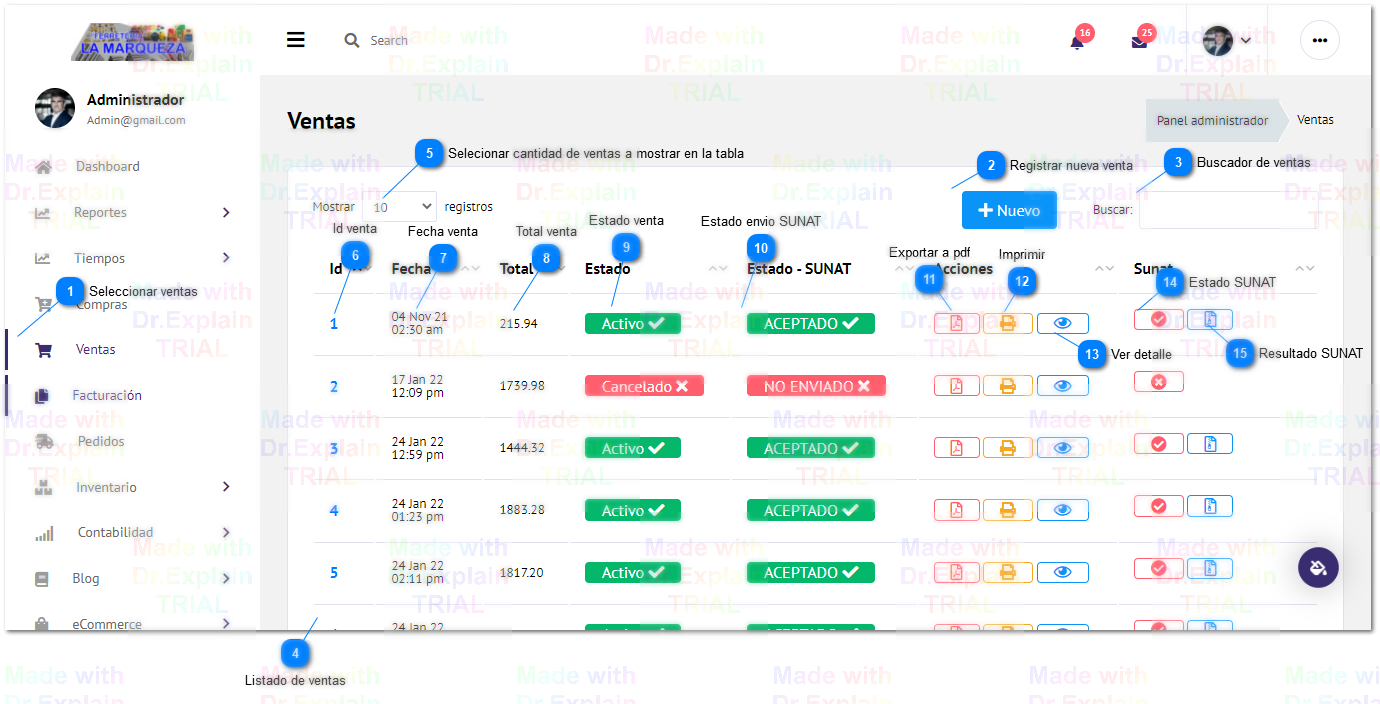 FERRETERIA
LA MARQUEZA
Search
16
25
Administrador
Admin@gmail.com
Ventas
Panel administrador
Ventas
Dashboard
Reportes
Tiempos
1 Seleccionar ventas
Compras
Ventas
Facturación
Pedidos
Inventario
Contabilidad
Blog
eCommerce
5 Selecionar cantidad de ventas a mostrar en la tabla
2 Registrar nueva venta
3 Buscador de ventas
Mostrar 10 registros
Nuevo
Buscar:
Id venta
Fecha venta
Total venta
Estado venta
Estado envio SUNAT
6
7
8
9
10
Exportar a pdf
Imprimir
11
12
Id Fecha Total Estado Estado - SUNAT Acciones Sunat
14 Estado SUNAT
1 04 Nov 21 02:30 am 215.94 Activo ACEPTADO
13 Ver detalle
15 Resultado SUNAT
2 17 Jan 22 12:09 pm 1739.98 Cancelado NO ENVIADO
3 24 Jan 22 12:59 pm 1444.32 Activo ACEPTADO
4 24 Jan 22 01:23 pm 1883.28 Activo ACEPTADO
5 24 Jan 22 02:11 pm 1817.20 Activo ACEPTADO
24 Jan 22
4
Listado de ventas
Made with
Dr.Explain
TRIAL